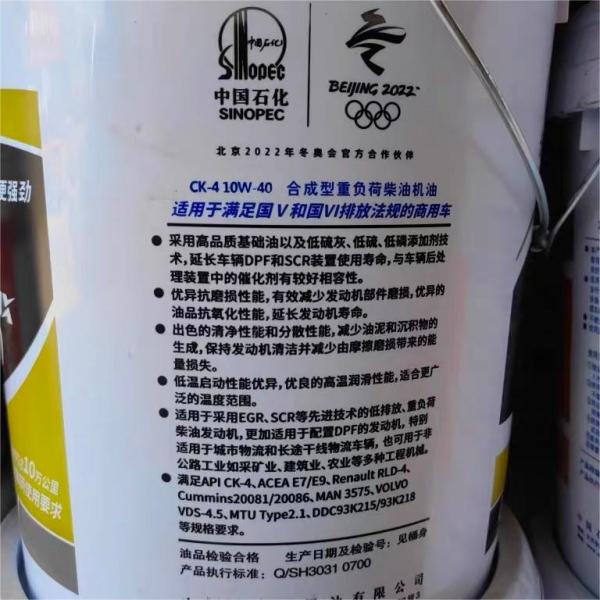 中国石化
SINOPEC
中国石化
SINOPEC
BEIJING 2022
北京2022年冬奥会官方合作伙伴
更强劲
CK-4 10W-40 合成型重负荷柴油机油
适用于满足国Ⅴ和国Ⅵ排放法规的商用车
● 采用高品质基础油以及低硫灰、低硫、低磷添加剂技
术，延长车辆DPF和SCR装置使用寿命，与车辆后处
理装置中的催化剂有较好相容性。
● 优异抗磨损性能，有效减少发动机部件磨损，优异的
油品抗氧化性能，延长发动机寿命。
● 出色的清净性能和分散性能，减少油泥和沉积物的
生成，保持发动机清洁并减少由摩擦磨损带来的能
量损失。
● 低温启动性能优异，优良的高温润滑性能，适合更广
泛的温度范围。
● 适用于采用EGR、SCR等先进技术的低排放、重负荷
柴油发动机，更加适用于配置DPF的发动机，特别
适用于城市物流和长途干线物流车辆，也可用于非
公路工业如采矿业、建筑业、农业等多种工程机械。
● 满足API CK-4、ACEA E7/E9、Renault RLD-4、
Cummins20081/20086、MAN 3575、VOLVO
VDS-4.5、MTU Type2.1、DDC93K215/93K218
等规格要求。
10万公里
使用要求
油品检验合格 生产日期及检验号：见桶身
产品执行标准：Q/SH3031 0700
有限公司